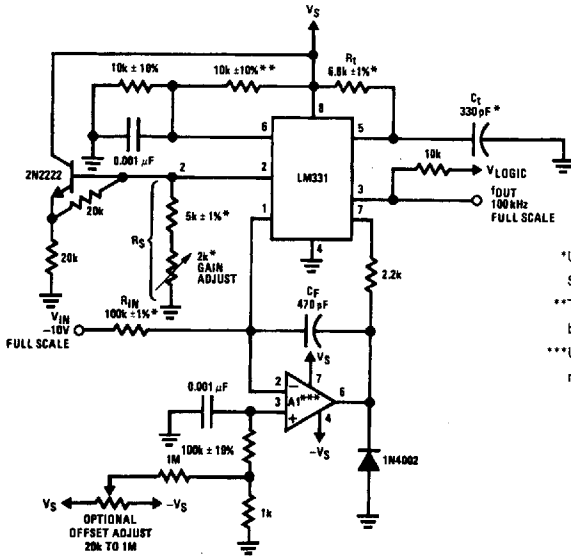 VS
10k ± 10%
10k ±10%**
Rt
6.8k ±1%*
8
Ct
330 pF*
6
5
0.001 µF
LM331
10k
VLOGIC
2N2222
2
2
3
fOUT
100 kHz
FULL SCALE
20k
1
7
5k ± 1%*
4
RS
20k
2k*
GAIN
ADJUST
2.2k
VIN
−10V
FULL SCALE
RIN
100k ±1%*
CF
470 pF
VS
2
−
7
0.001 µF
3
A1***
6
+
4
100k ± 10%
−VS
1N4002
1M
VS
−VS
1k
OPTIONAL
OFFSET ADJUST
20k TO 1M
*U
S
**T
b
***U
r